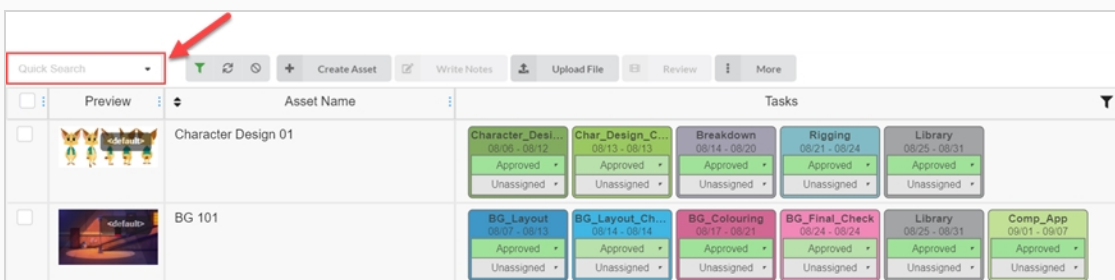 Quick Search
Create Asset
Write Notes
Upload File
Review
More
Preview
Asset Name
Tasks
<default>
Character Design 01
Character_Desi...
08/06 - 08/12
Approved
Unassigned
Char_Design_C...
08/13 - 08/13
Approved
Unassigned
Breakdown
08/14 - 08/20
Approved
Unassigned
Rigging
08/21 - 08/24
Approved
Unassigned
Library
08/25 - 08/31
Approved
Unassigned
<default>
BG 101
BG_Layout
08/07 - 08/13
Approved
Unassigned
BG_Layout_Ch...
08/14 - 08/14
Approved
Unassigned
BG_Colouring
08/17 - 08/21
Approved
Unassigned
BG_Final_Check
08/24 - 08/24
Approved
Unassigned
Library
08/25 - 08/31
Approved
Unassigned
Comp_App
09/01 - 09/07
Approved
Unassigned